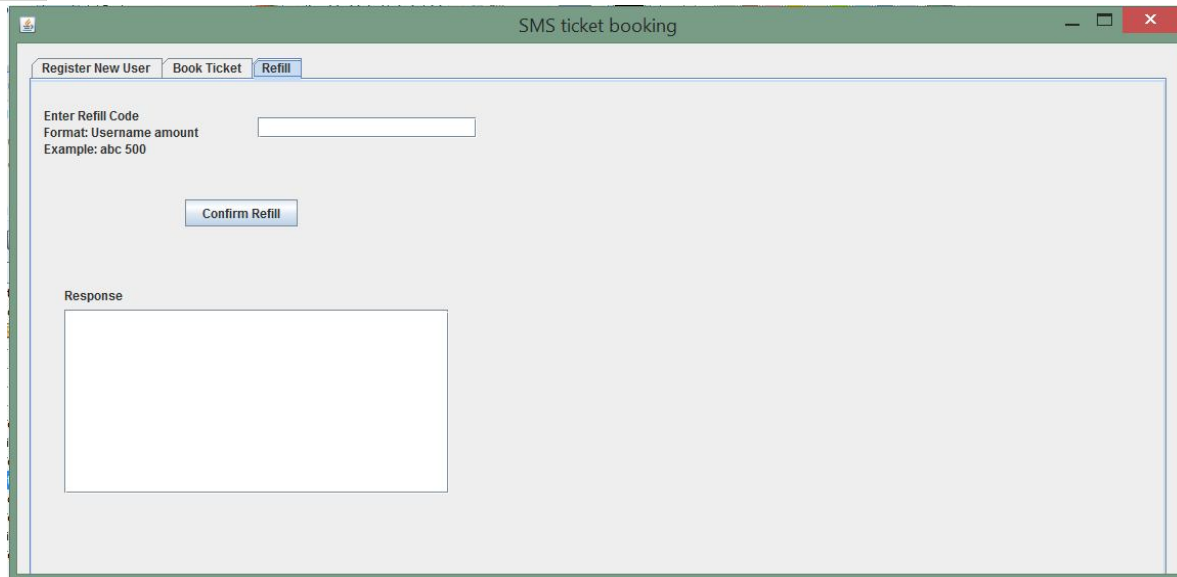 SMS ticket booking
Register New User
Book Ticket
Refill
Enter Refill Code
Format: Username amount
Example: abc 500
Confirm Refill
Response